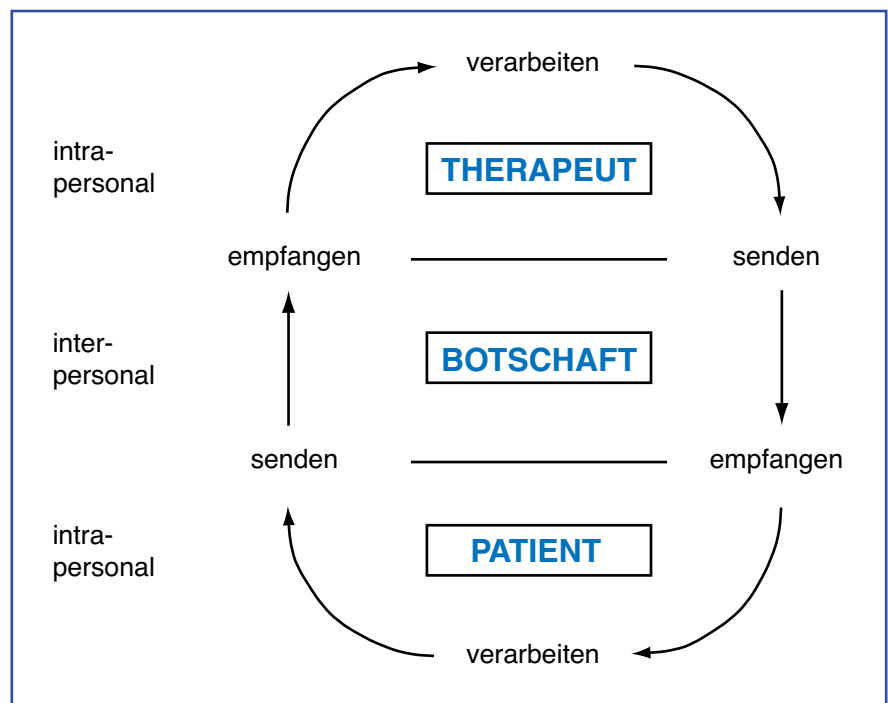 verarbeiten
intra-
personal
THERAPEUT
empfangen
senden
inter-
personal
BOTSCHAFT
senden
empfangen
intra-
personal
PATIENT
verarbeiten